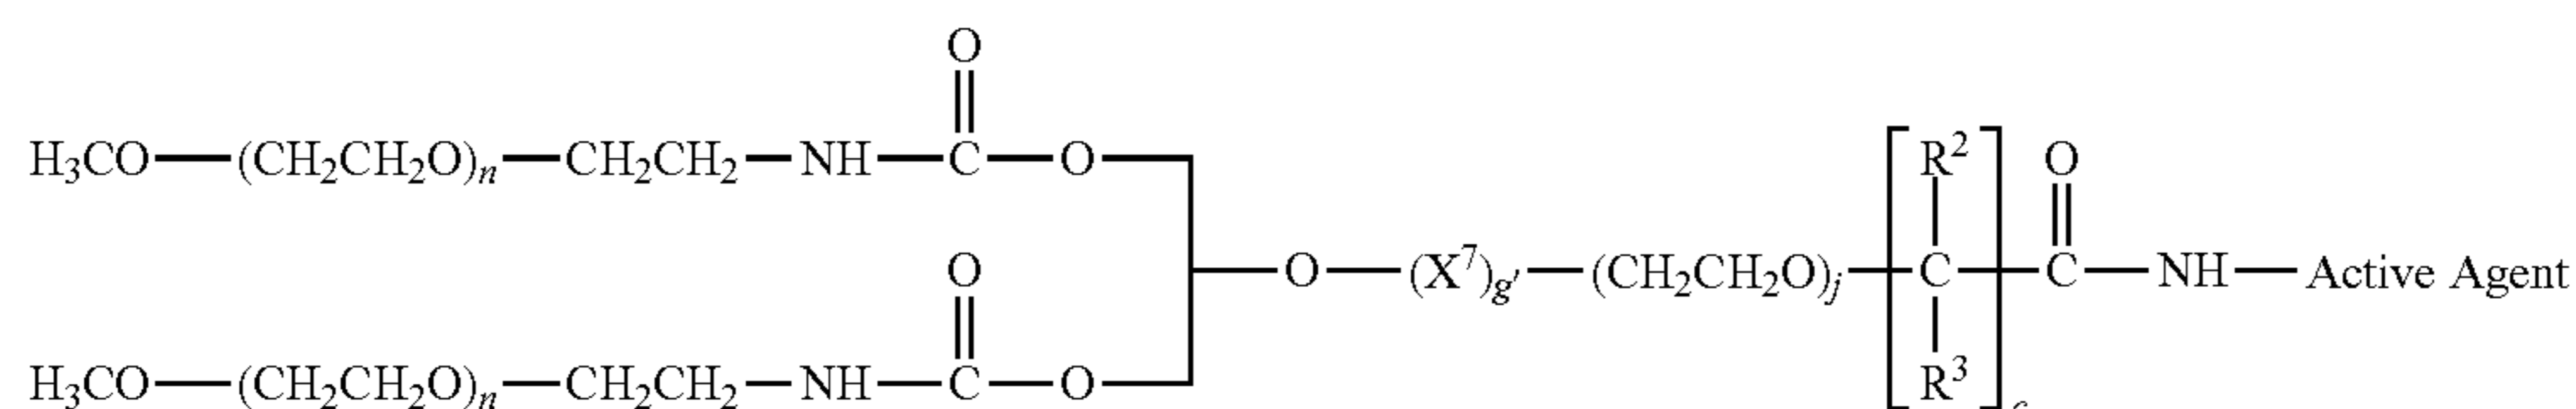 O
H₃CO—(CH₂CH₂O)ₙ—CH₂CH₂—NH—C—O
R²
O
O
O—(X⁷)g'—(CH₂CH₂O)ⱼ—C—C—NH—Active Agent
H₃CO—(CH₂CH₂O)ₙ—CH₂CH₂—NH—C—O
R³